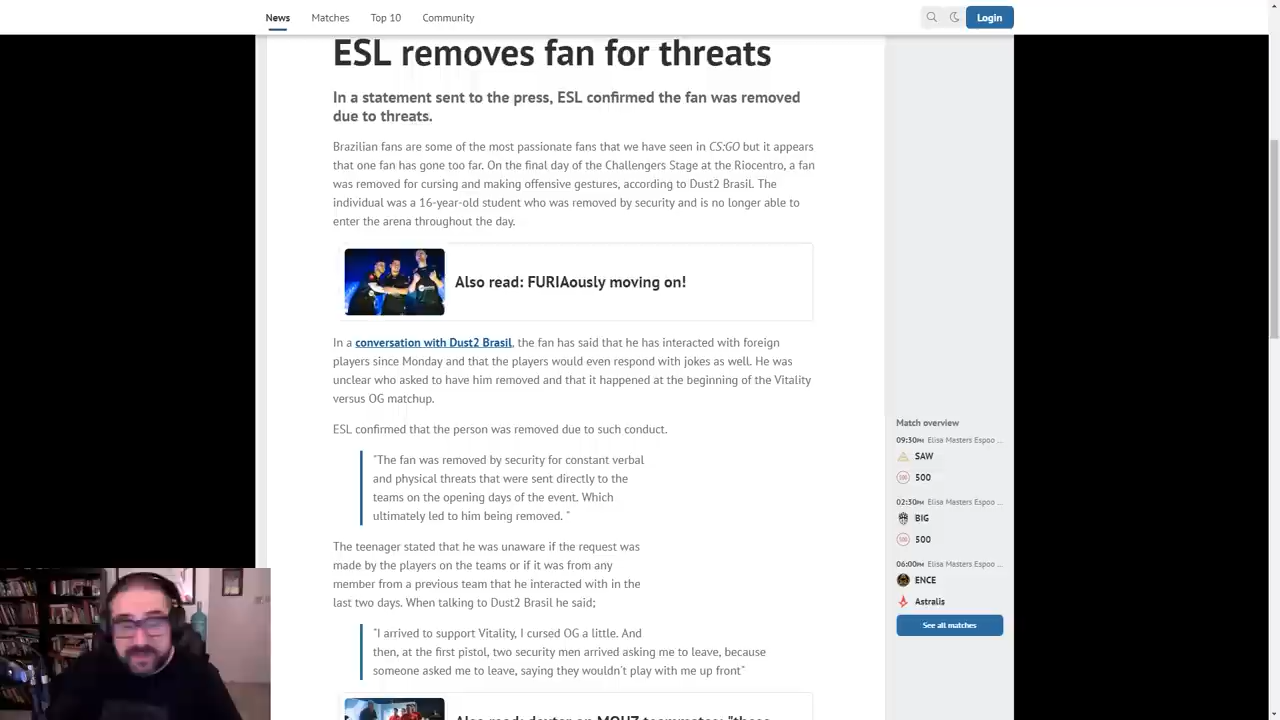 News
Matches
Top 10
Community
Login
ESL removes fan for threats
In a statement sent to the press, ESL confirmed the fan was removed
due to threats.
Brazilian fans are some of the most passionate fans that we have seen in CS:GO but it appears
that one fan has gone too far. On the final day of the Challengers Stage at the Riocentro, a fan
was removed for cursing and making offensive gestures, according to Dust2 Brasil. The
individual was a 16-year-old student who was removed by security and is no longer able to
enter the arena throughout the day.
Also read: FURIAously moving on!
In a conversation with Dust2 Brasil, the fan has said that he has interacted with foreign
players since Monday and that the players would even respond with jokes as well. He was
unclear who asked to have him removed and that it happened at the beginning of the Vitality
versus OG matchup.
ESL confirmed that the person was removed due to such conduct.
"The fan was removed by security for constant verbal
and physical threats that were sent directly to the
teams on the opening days of the event. Which
ultimately led to him being removed. "
The teenager stated that he was unaware if the request was
made by the players on the teams or if it was from any
member from a previous team that he interacted with in the
last two days. When talking to Dust2 Brasil he said;
"I arrived to support Vitality, I cursed OG a little. And
then, at the first pistol, two security men arrived asking me to leave, because
someone asked me to leave, saying they wouldn't play with me up front"
Also read: dexter on MOUZ teammates: "these
Match overview
09:30PM Elisa Masters Espoo ...
SAW
500
02:30PM Elisa Masters Espoo ...
BIG
500
06:00PM Elisa Masters Espoo ...
ENCE
Astralis
See all matches